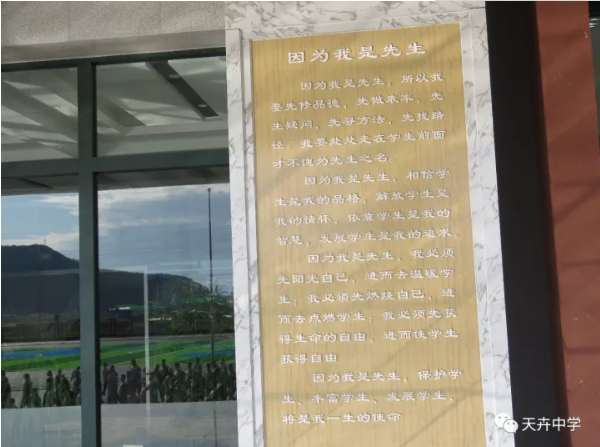 因为我是先生
因为我是先生，所以我
要先修品德，先做表率，先
生疑问，先寻方法，先找路
径。我要处处走在学生前面
才不愧为先生之名。
因为我是先生，相信学
生是我的品格，解放学生是
我的情怀，依靠学生是我的
智慧，发展学生是我的追求。
因为我是先生，我必须
先阳光自己，进而去温暖学
生；我必须先燃烧自己，进
而去点燃学生；我必须先获
得生命的自由，进而使学生
获得自由
因为我是先生，保护学
生、丰富学生、发展学生，
将是我一生的使命
天卉中学